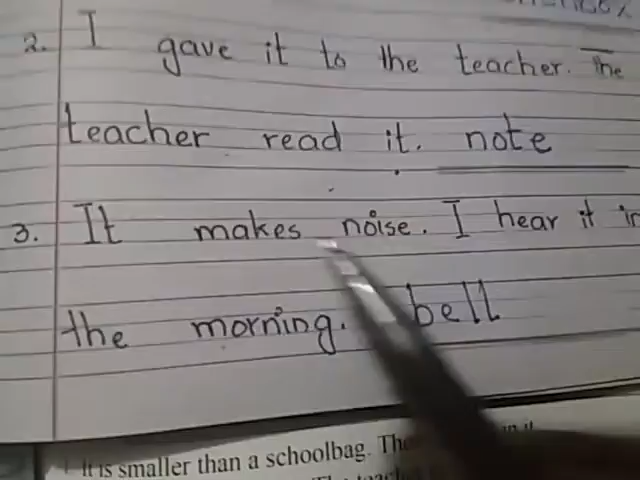 2. I gave it to the teacher. The
teacher read it. note
3. It makes noise. I hear it in
the morning. bell
It is smaller than a schoolbag.